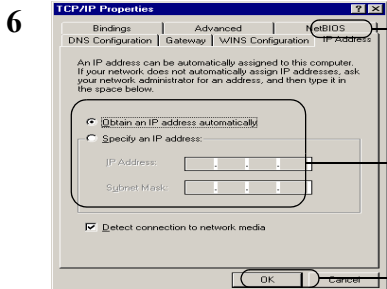 6
TCP/IP Properties
Bindings Advanced NetBIOS
DNS Configuration Gateway WINS Configuration IP Address
An IP address can be automatically assigned to this computer.
If your network does not automatically assign IP addresses, ask
your network administrator for an address, and then type it in
the space below.
Obtain an IP address automatically
Specify an IP address:
IP Address:
Subnet Mask:
Detect connection to network media
OK Cancel